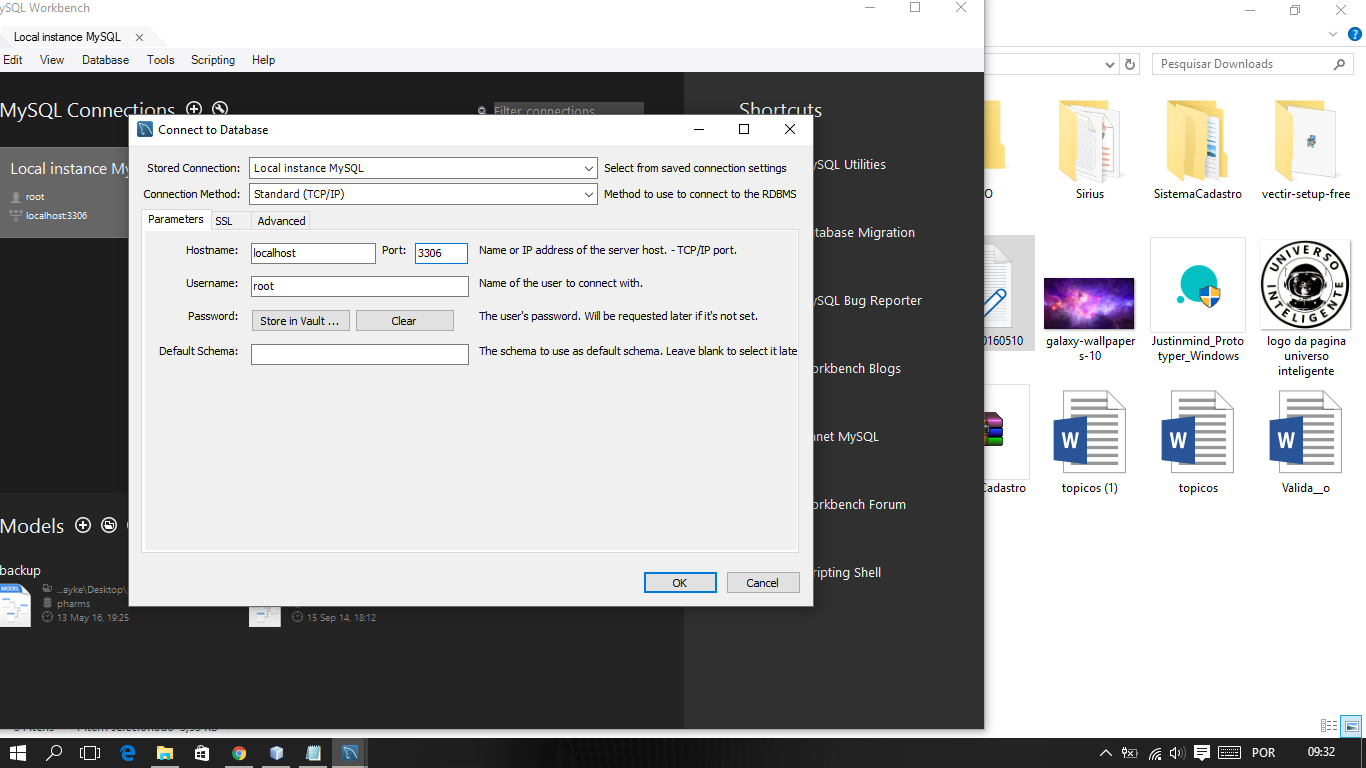 ySQL Workbench
Local instance MySQL
Edit View Database Tools Scripting Help
MySQL Connections
Filter connections
Shortcuts
Local instance My
root
localhost:3306
Connect to Database
Stored Connection: Local instance MySQL Select from saved connection settings
Connection Method: Standard (TCP/IP) Method to use to connect to the RDBMS
Parameters SSL Advanced
Hostname: localhost Port: 3306 Name or IP address of the server host. - TCP/IP port.
Username: root Name of the user to connect with.
Password: Store in Vault ... Clear The user's password. Will be requested later if it's not set.
Default Schema: The schema to use as default schema. Leave blank to select it late
OK Cancel
ySQL Utilities
tabase Migration
ySQL Bug Reporter
orkbench Blogs
net MySQL
orkbench Forum
ripting Shell
Models
backup
...ayke\Desktop\
pharms
13 May 16, 19:25
15 Sep 14, 18:12
Pesquisar Downloads
O
Sirius
SistemaCadastro
vectir-setup-free
0160510
galaxy-wallpaper
s-10
Justinmind_Proto
typer_Windows
UNIVERSO
INTELIGENTE
logo da pagina
universo
inteligente
Cadastro
topicos (1)
topicos
Valida__o
MODEL
POR
09:32